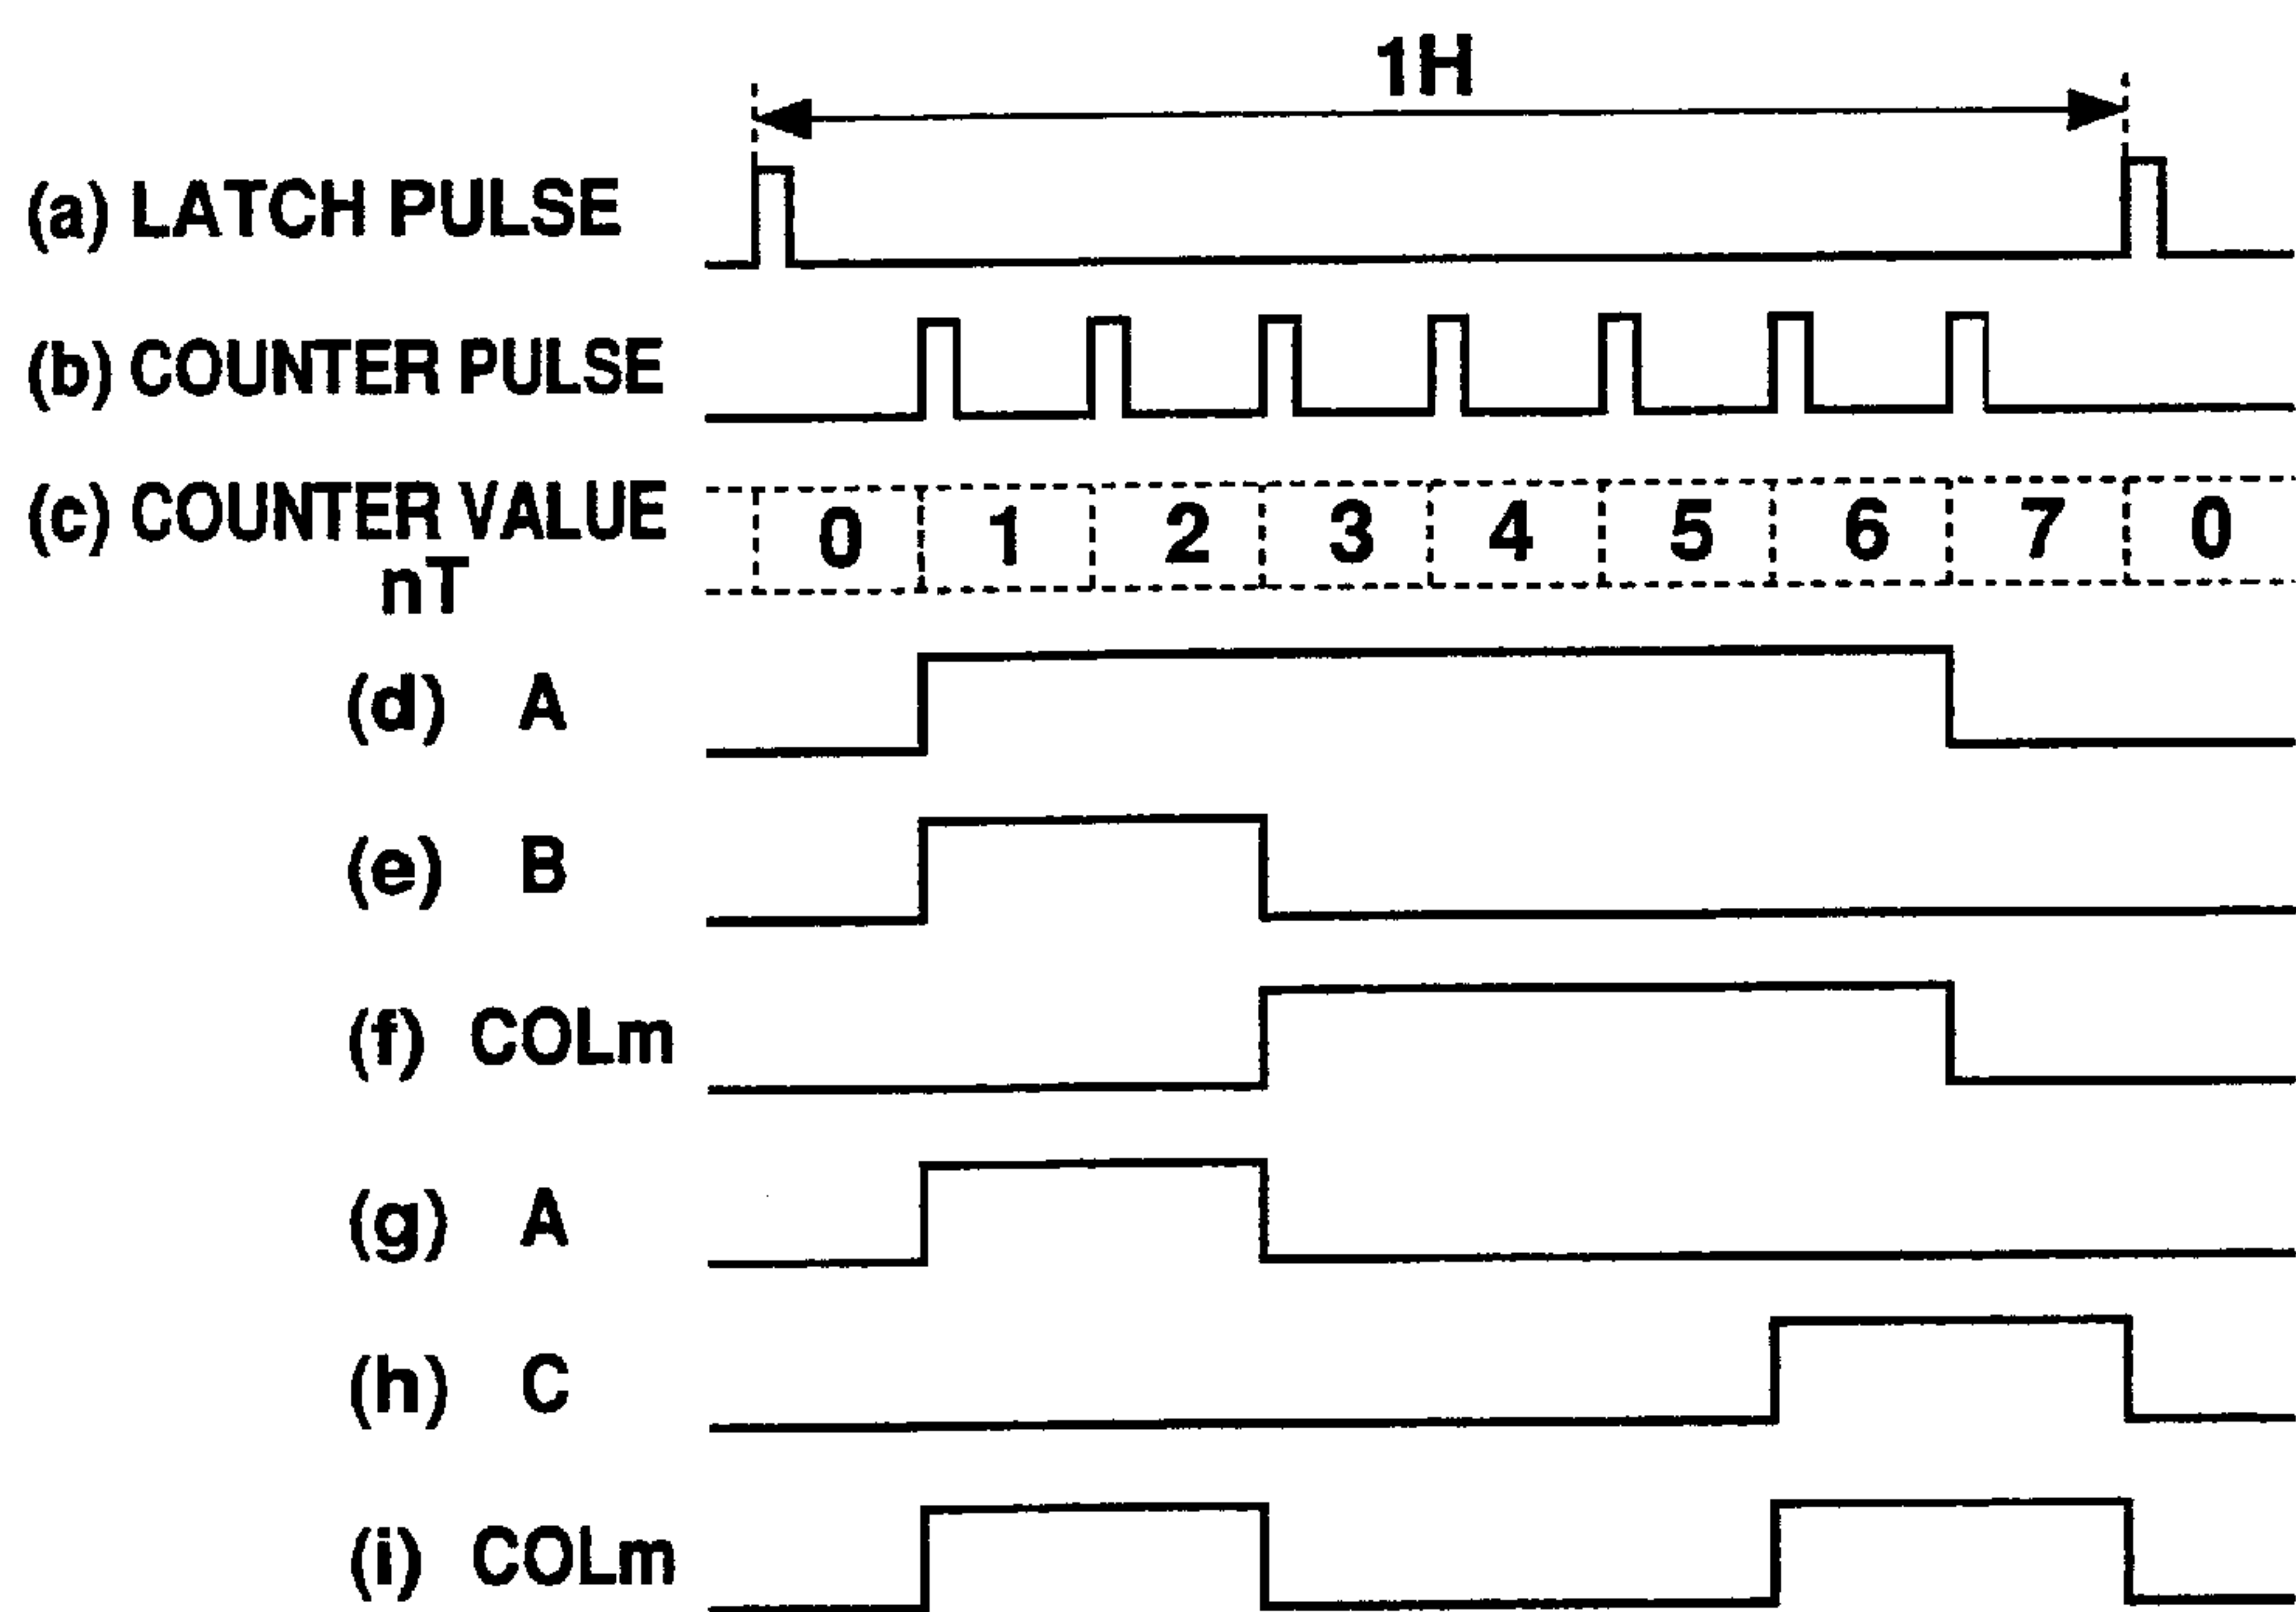 1H
(a) LATCH PULSE
(b) COUNTER PULSE
(c) COUNTER VALUE 0 1 2 3 4 5 6 7 0
nT
(d) A
(e) B
(f) COLm
(g) A
(h) C
(i) COLm